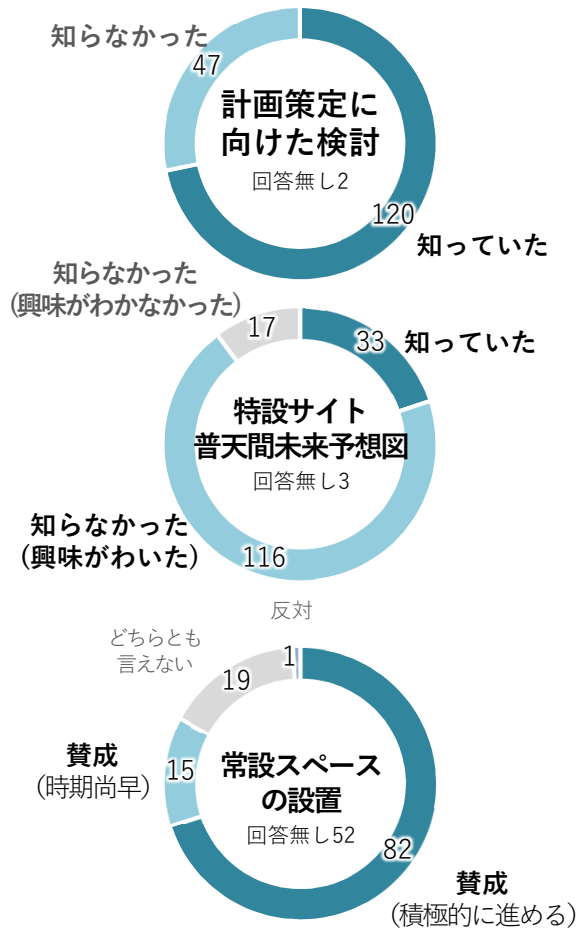 知らなかった
47
計画策定に
向けた検討
回答無し2
120
知っていた
知らなかった
(興味がわかなかった)
17
33
知っていた
特設サイト
普天間未来予想図
回答無し3
知らなかった
(興味がわいた)
116
反対
どちらとも
言えない
1
19
賛成
(時期尚早)
15
常設スペース
の設置
回答無し52
82
賛成
(積極的に進める)